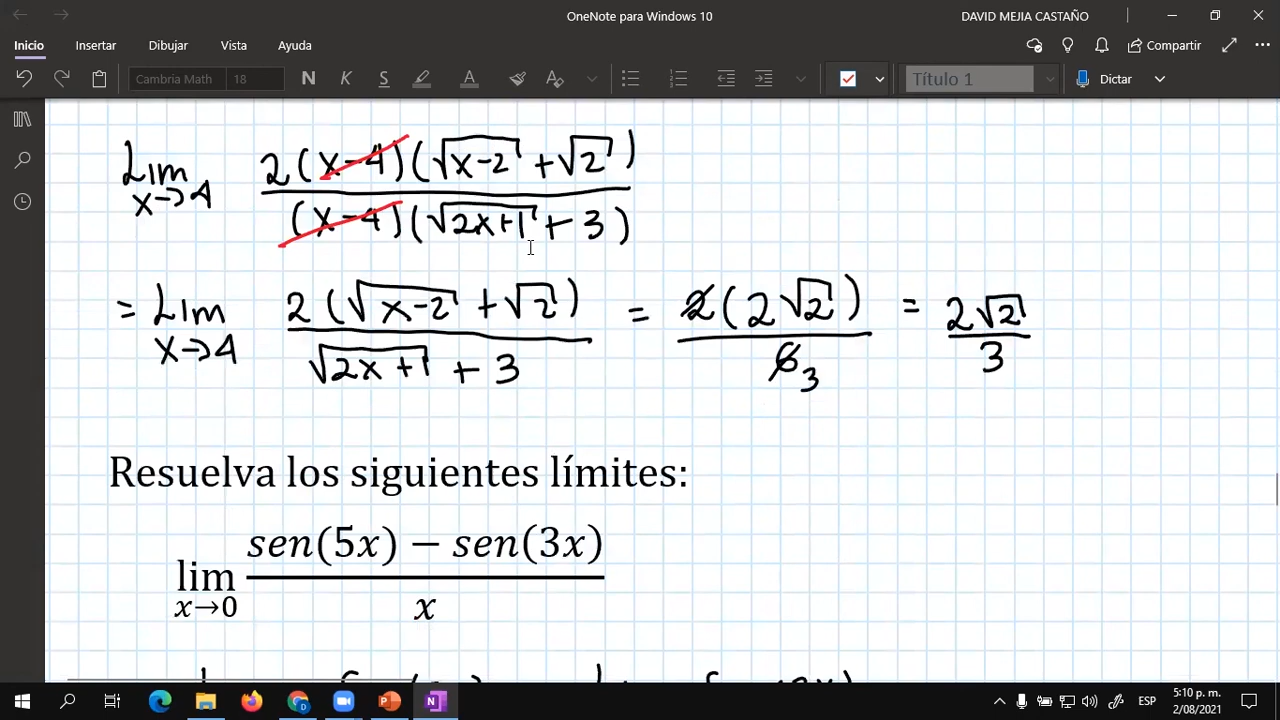 OneNote para Windows 10
DAVID MEJIA CASTAÑO
Inicio Insertar Dibujar Vista Ayuda
Compartir
Cambria Math 18 N K S A Título 1 Dictar
Lim x→4 2(x-4)(√(x-2) + √2) / (x-4)(√(2x+1) + 3)
= Lim x→4 2(√(x-2) + √2) / √(2x+1) + 3 = 2(2√2) / 6 3 = 2√2 / 3
Resuelva los siguientes límites:
lim x→0 sen(5x) − sen(3x) / x
ESP
5:10 p. m.
2/08/2021